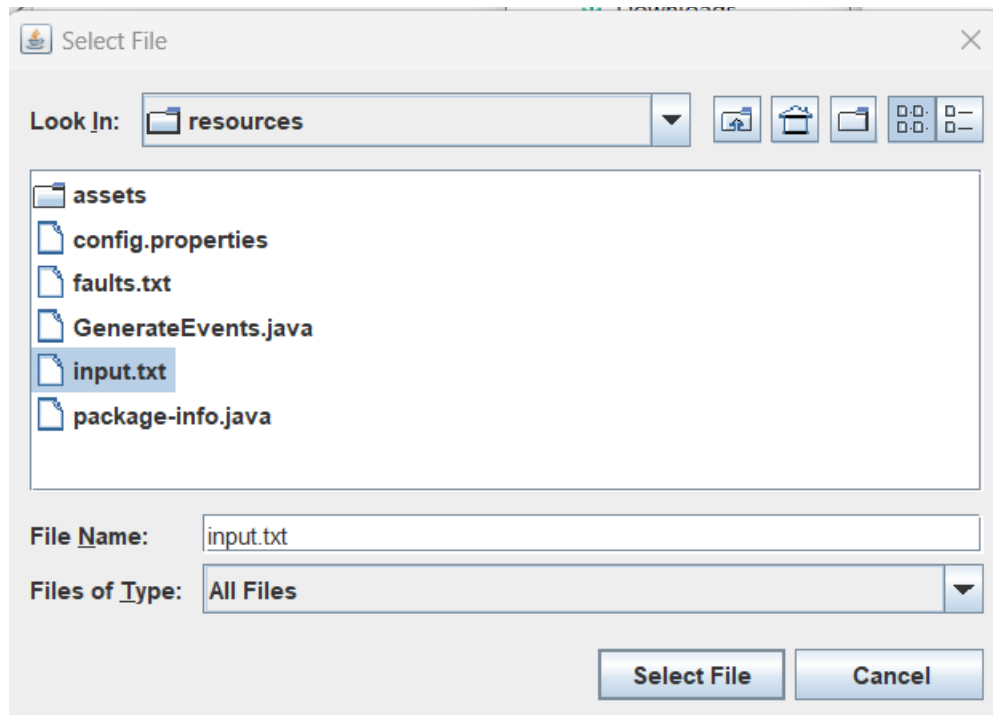 Downloads
Select File
Look In: resources
assets
config.properties
faults.txt
GenerateEvents.java
input.txt
package-info.java
File Name: input.txt
Files of Type: All Files
Select File Cancel